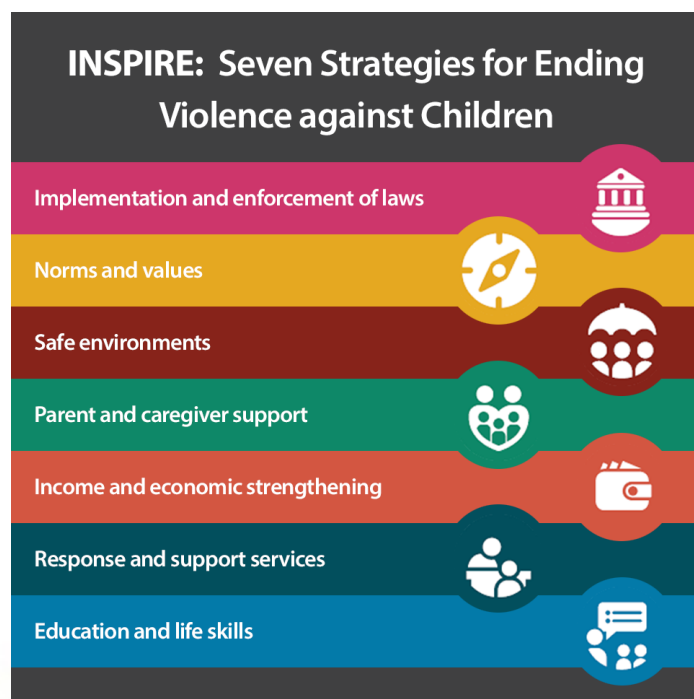 INSPIRE: Seven Strategies for Ending
Violence against Children
Implementation and enforcement of laws
Norms and values
Safe environments
Parent and caregiver support
Income and economic strengthening
Response and support services
Education and life skills